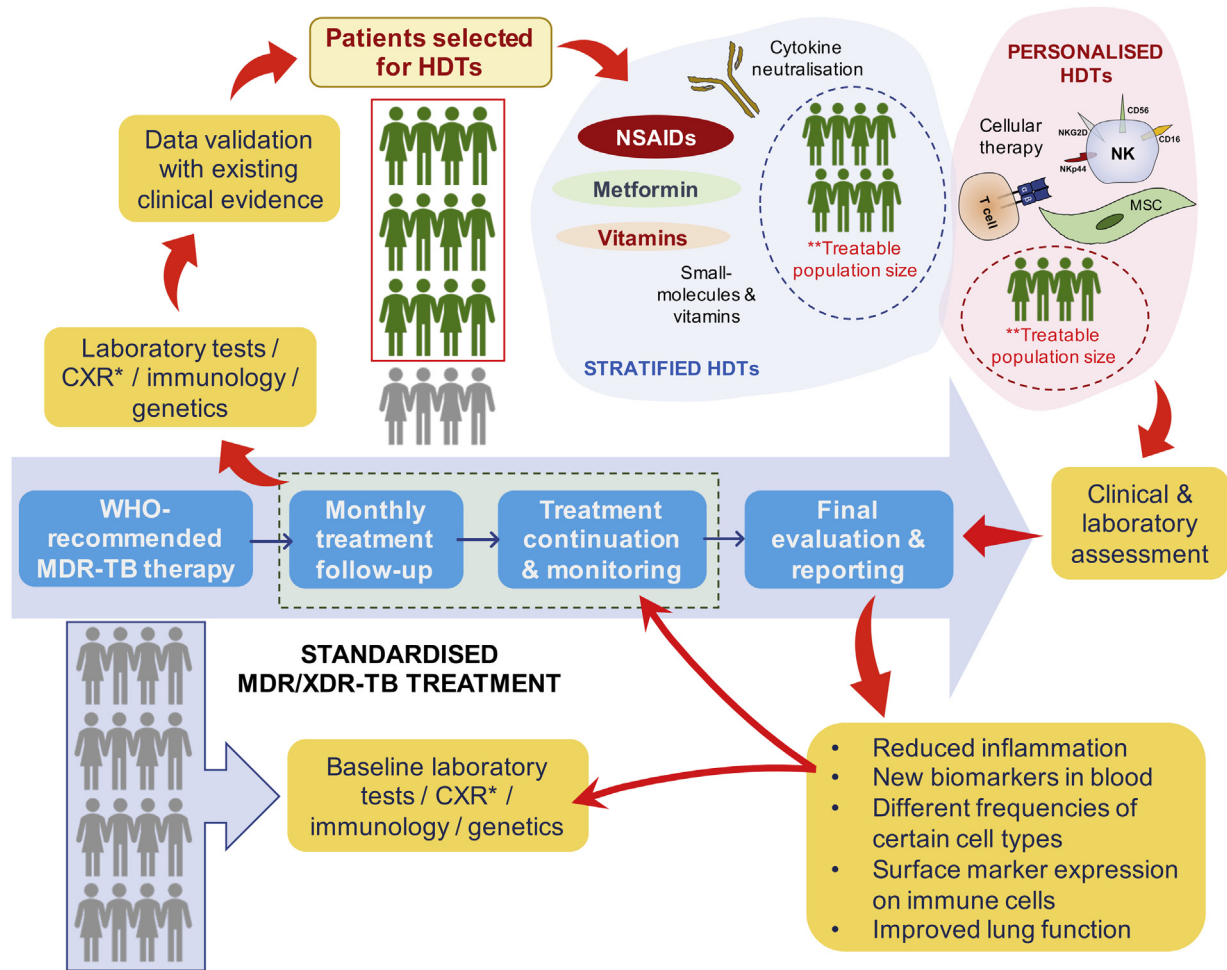 Patients selected
for HDTs
Data validation
with existing
clinical evidence
Laboratory tests /
CXR* / immunology /
genetics
Cytokine
neutralisation
NSAIDs
Metformin
Vitamins
Small-
molecules &
vitamins
**Treatable
population size
STRATIFIED HDTs
PERSONALISED
HDTs
Cellular
therapy
CD56
NKG2D
CD16
NK
NKp44
α
β
T cell
MSC
**Treatable
population size
WHO-
recommended
MDR-TB therapy
Monthly
treatment
follow-up
Treatment
continuation
& monitoring
Final
evaluation &
reporting
Clinical &
laboratory
assessment
STANDARDISED
MDR/XDR-TB TREATMENT
Baseline laboratory
tests / CXR* /
immunology / genetics
• Reduced inflammation
• New biomarkers in blood
• Different frequencies of
certain cell types
• Surface marker expression
on immune cells
• Improved lung function